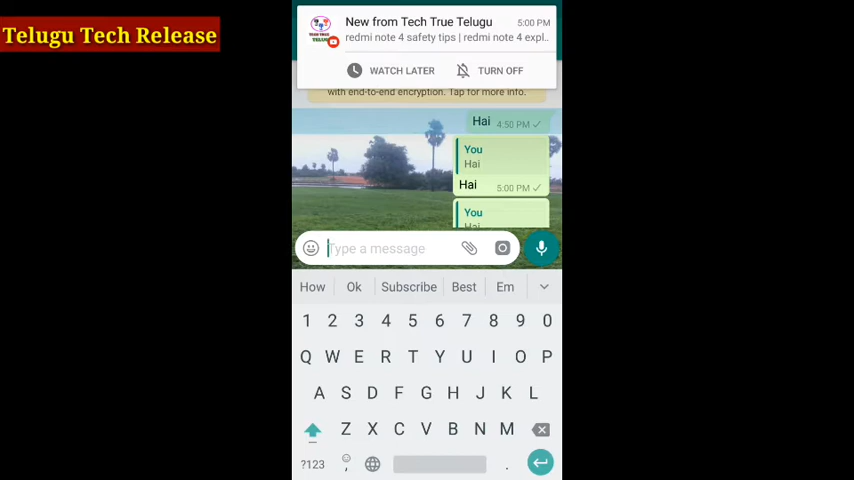 Telugu Tech Release
New from Tech True Telugu 5:00 PM
redmi note 4 safety tips | redmi note 4 expl..
WATCH LATER TURN OFF
with end-to-end encryption. Tap for more info.
Hai 4:50 PM
You
Hai
Hai 5:00 PM
You
Hai
Type a message
How Ok Subscribe Best Em
1 2 3 4 5 6 7 8 9 0
Q W E R T Y U I O P
A S D F G H J K L
Z X C V B N M
?123 , .